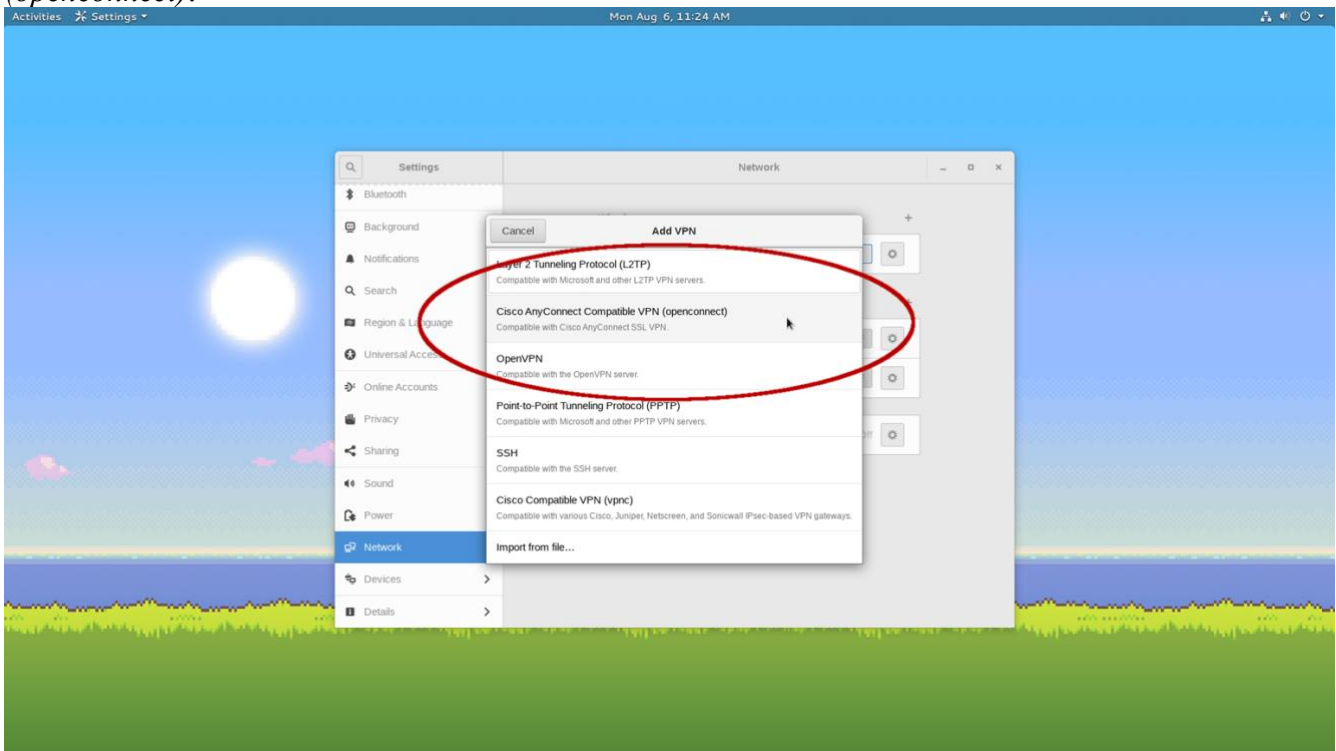 (openconnect).
Activities Settings Mon Aug 6, 11:24 AM
Settings Network
Bluetooth
Background
Notifications
Search
Region & Language
Universal Access
Online Accounts
Privacy
Sharing
Sound
Power
Network
Devices
Details
Cancel Add VPN
Layer 2 Tunneling Protocol (L2TP)
Compatible with Microsoft and other L2TP VPN servers.
Cisco AnyConnect Compatible VPN (openconnect)
Compatible with Cisco AnyConnect SSL VPN.
OpenVPN
Compatible with the OpenVPN server.
Point-to-Point Tunneling Protocol (PPTP)
Compatible with Microsoft and other PPTP VPN servers.
SSH
Compatible with the SSH server.
Cisco Compatible VPN (vpnc)
Compatible with various Cisco, Juniper, Netscreen, and Sonicwall IPsec-based VPN gateways.
Import from file...